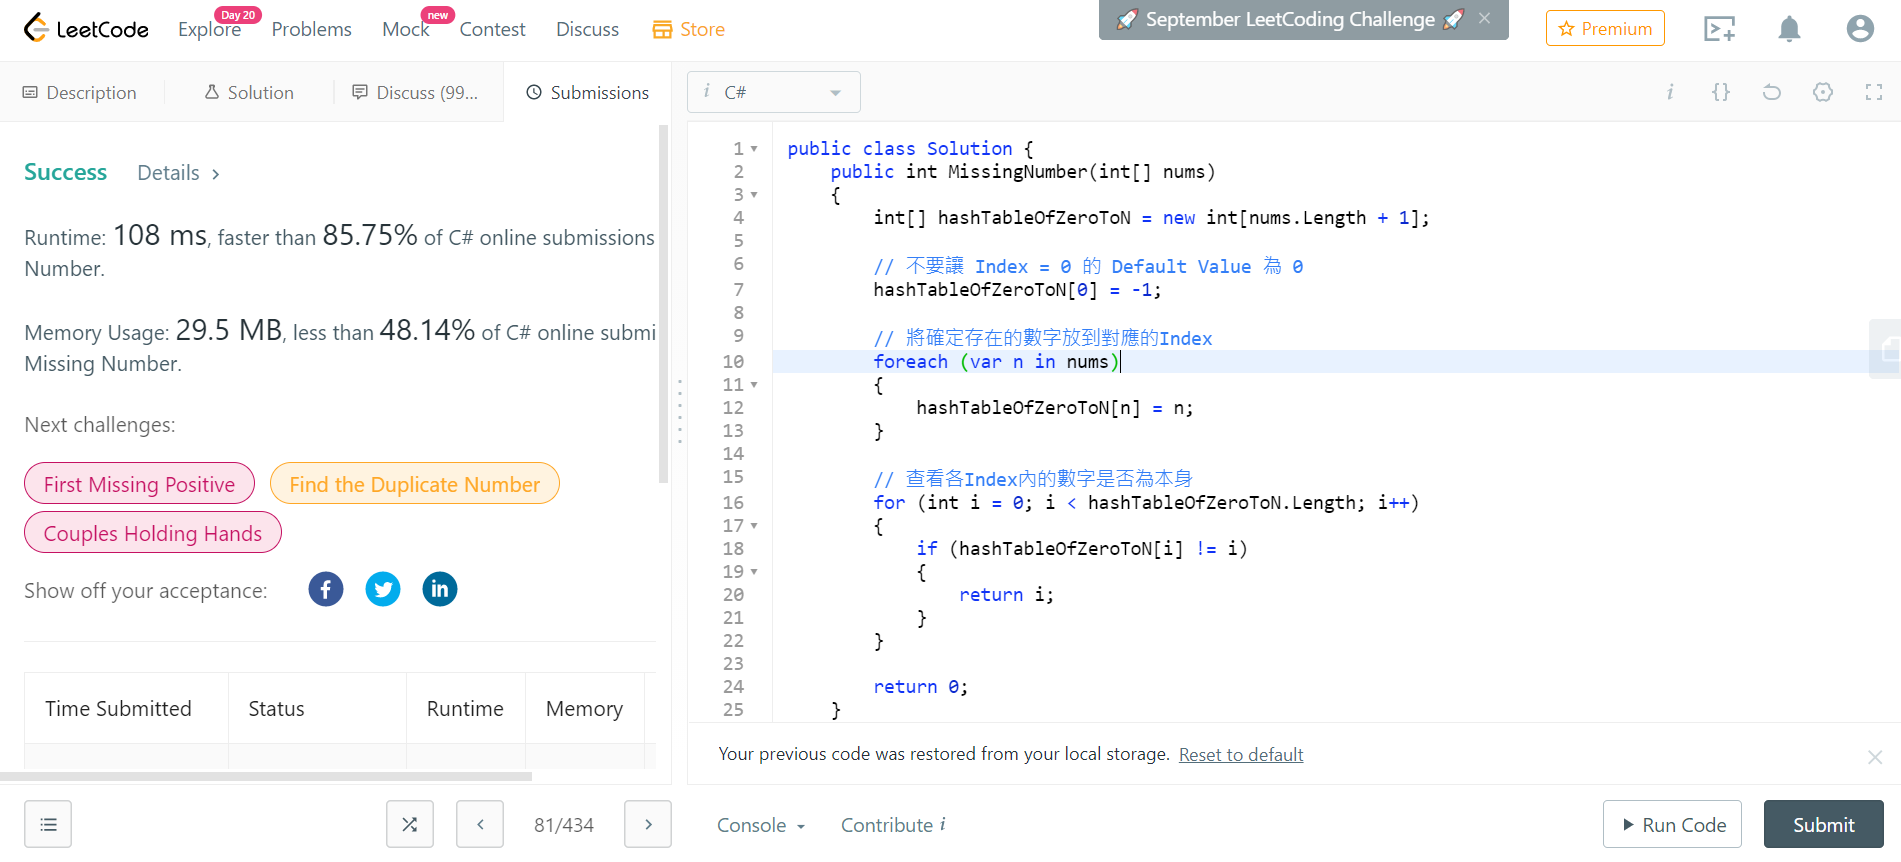 LeetCode
Explore
Day 20
Problems
Mock
new
Contest
Discuss
Store
🚀 September LeetCoding Challenge 🚀 ×
Premium
Description
Solution
Discuss (99...
Submissions
i C#
Success Details >
Runtime: 108 ms, faster than 85.75% of C# online submissions
Number.
Memory Usage: 29.5 MB, less than 48.14% of C# online submi
Missing Number.
Next challenges:
First Missing Positive
Find the Duplicate Number
Couples Holding Hands
Show off your acceptance:
Time Submitted Status Runtime Memory
81/434
1 public class Solution {
2     public int MissingNumber(int[] nums)
3     {
4         int[] hashTableOfZeroToN = new int[nums.Length + 1];
5
6         // 不要讓 Index = 0 的 Default Value 為 0
7         hashTableOfZeroToN[0] = -1;
8
9         // 將確定存在的數字放到對應的Index
10         foreach (var n in nums)
11         {
12             hashTableOfZeroToN[n] = n;
13         }
14
15         // 查看各Index內的數字是否為本身
16         for (int i = 0; i < hashTableOfZeroToN.Length; i++)
17         {
18             if (hashTableOfZeroToN[i] != i)
19             {
20                 return i;
21             }
22         }
23
24         return 0;
25     }
Your previous code was restored from your local storage. Reset to default
Console
Contribute i
Run Code
Submit